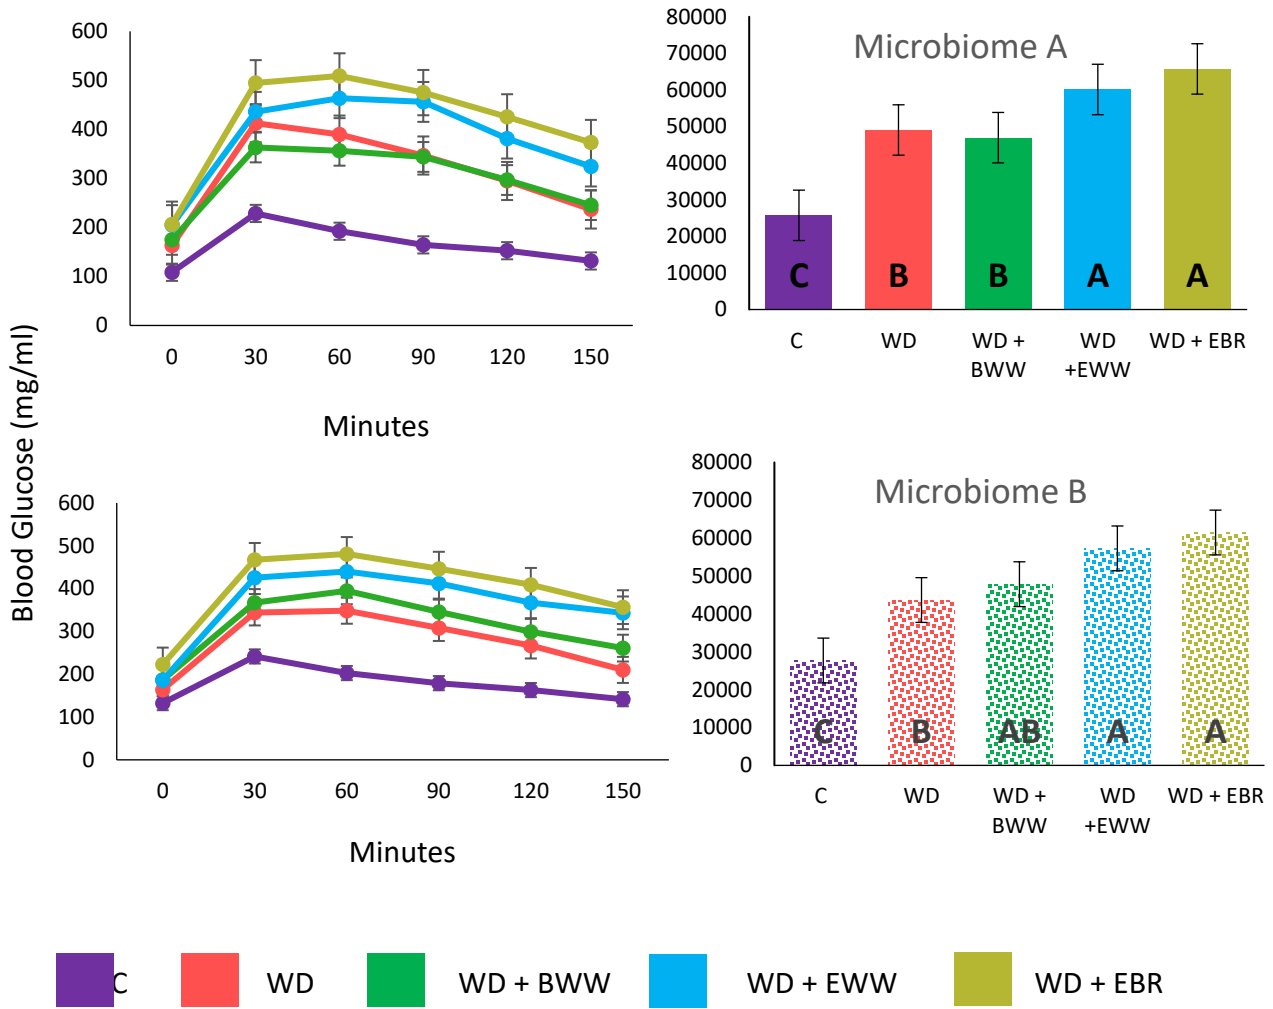 600
500
400
300
200
100
0
0 30 60 90 120 150
Minutes
80000
70000
60000
50000
40000
30000
20000
10000
0
Microbiome A
C B B A A
C WD WD + WD WD + EBR
BWW +EWW
Blood Glucose (mg/ml)
600
500
400
300
200
100
0
0 30 60 90 120 150
Minutes
80000
70000
60000
50000
40000
30000
20000
10000
0
Microbiome B
C B AB A A
C WD WD + WD WD + EBR
BWW +EWW
C WD WD + BWW WD + EWW WD + EBR